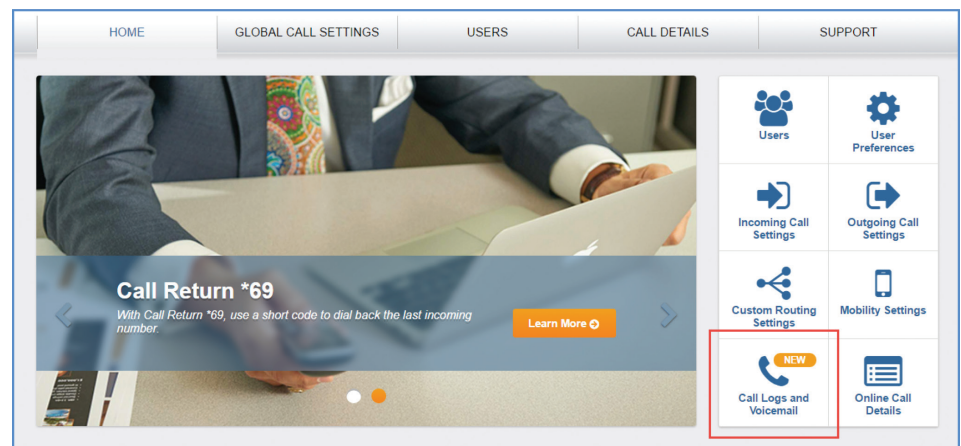 HOME GLOBAL CALL SETTINGS USERS CALL DETAILS SUPPORT
Call Return *69
With Call Return *69, use a short code to dial back the last incoming
number.
Learn More
Users
User
Preferences
Incoming Call
Settings
Outgoing Call
Settings
Custom Routing
Settings
Mobility Settings
NEW
Call Logs and
Voicemail
Online Call
Details